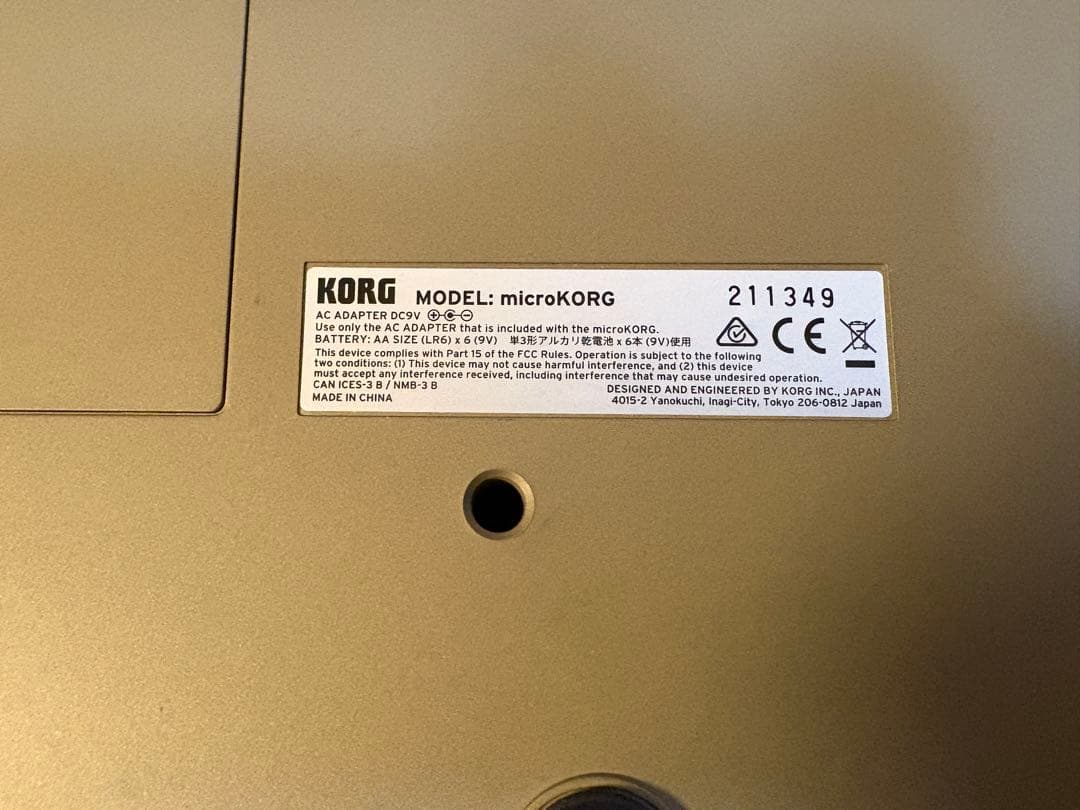 KORG MODEL: microKORG 211349
AC ADAPTER DC9V
Use only the AC ADAPTER that is included with the microKORG.
BATTERY: AA SIZE (LR6) x 6 (9V) 単3形アルカリ乾電池 x 6本 (9V)使用
This device complies with Part 15 of the FCC Rules. Operation is subject to the following
two conditions: (1) This device may not cause harmful interference, and (2) this device
must accept any interference received, including interference that may cause undesired operation.
CAN ICES-3 B / NMB-3 B
MADE IN CHINA
DESIGNED AND ENGINEERED BY KORG INC., JAPAN
4015-2 Yanokuchi, Inagi-City, Tokyo 206-0812 Japan
CE